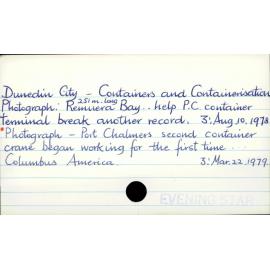 Dunedin City - Containers and Containerisation
251m. long
Photograph: Remuera Bay.. help P.C. container
terminal break another record. 3: Aug 10, 1978
Photograph - Port Chalmers second container
crane began working for the first time...
Columbus America. 3: Mar. 22, 1979.
EVENING STAR